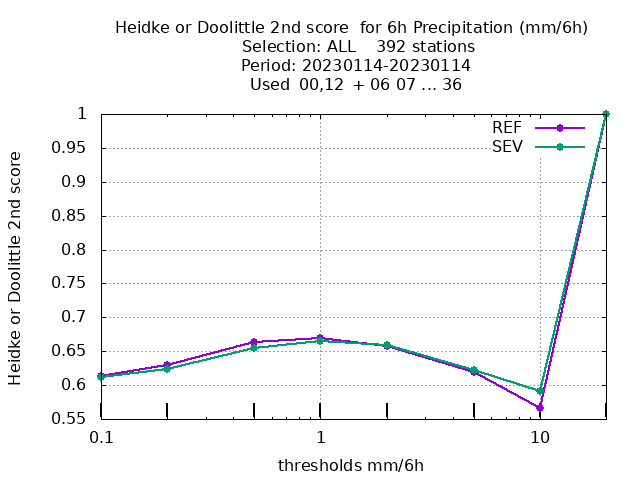 Heidke or Doolittle 2nd score  for 6h Precipitation (mm/6h)
Selection: ALL    392 stations
Period: 20230114-20230114
Used  00,12  + 06 07 ... 36
REF
SEV
1
0.95
0.9
0.85
0.8
0.75
0.7
0.65
0.6
0.55
Heidke or Doolittle 2nd score
0.1
1
10
thresholds mm/6h